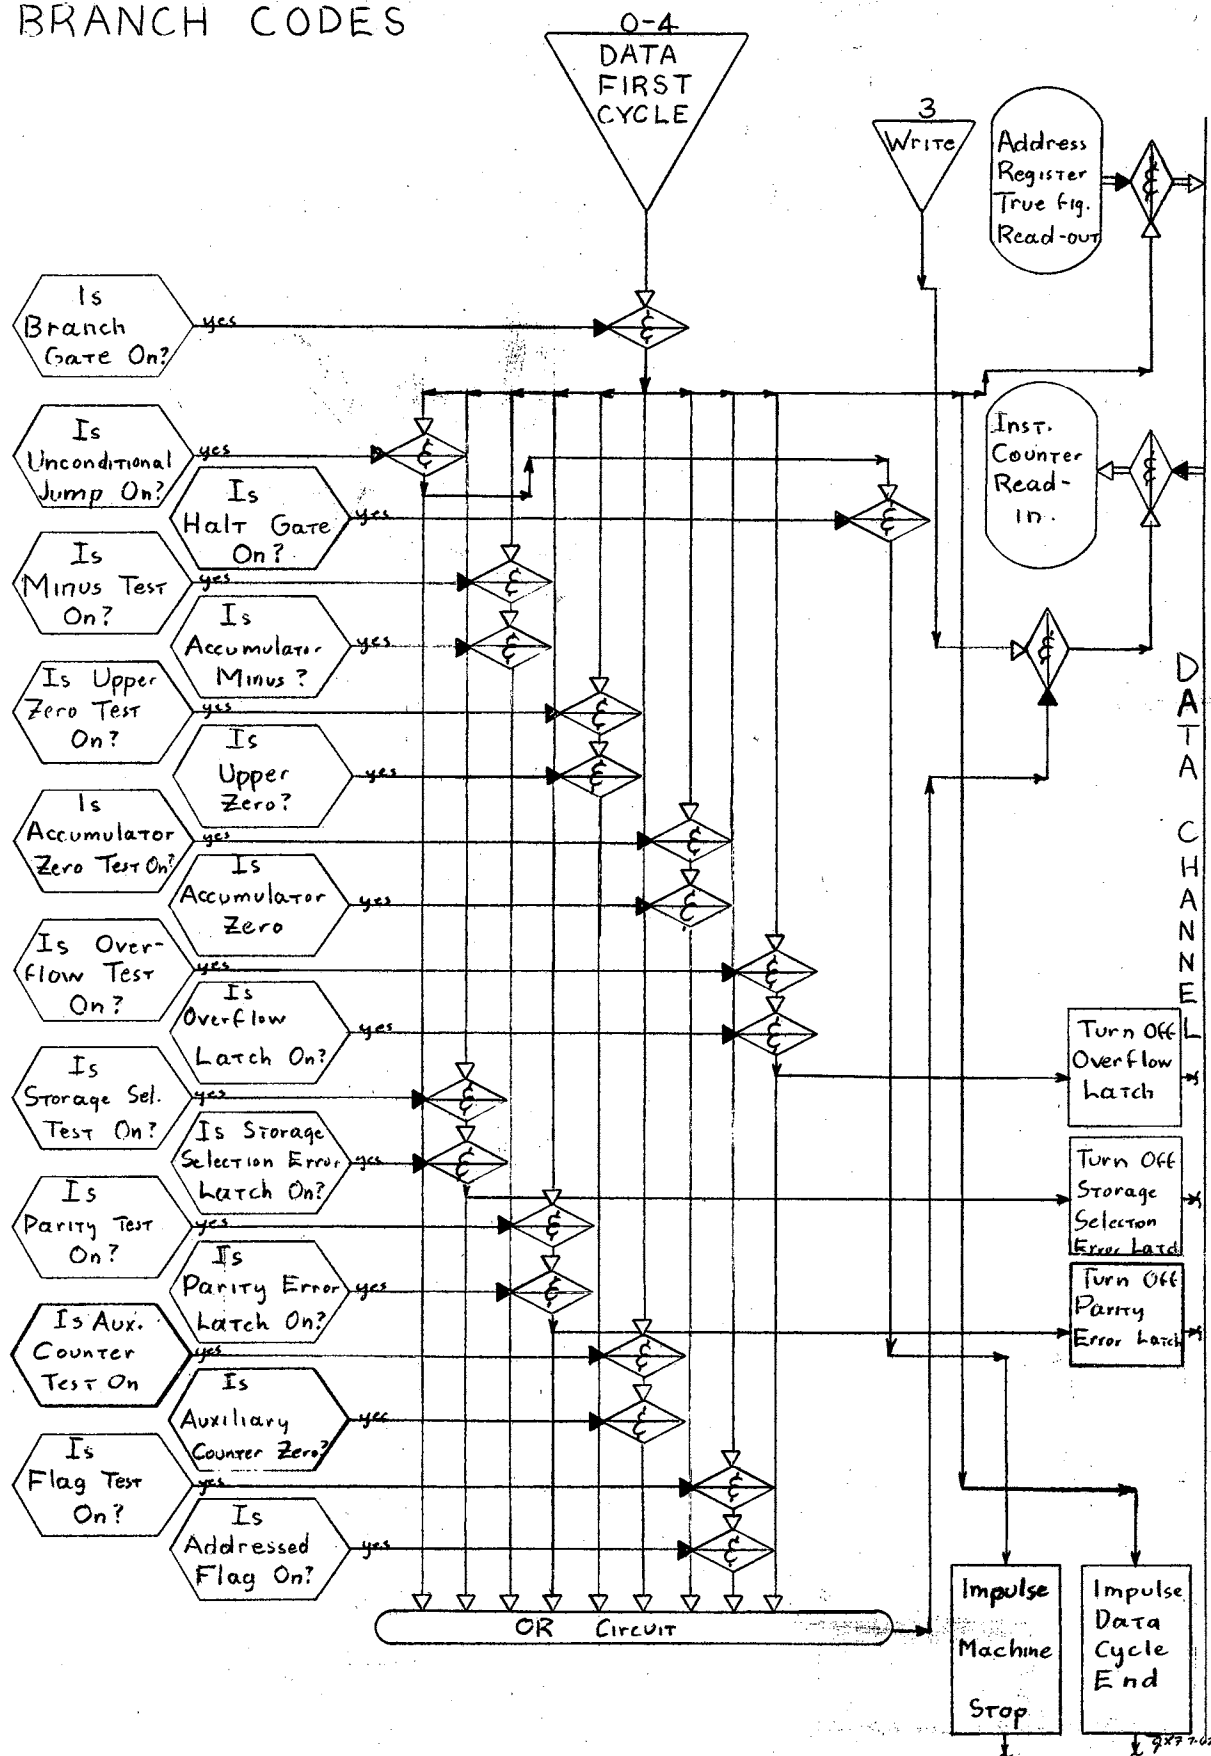 BRANCH CODES
0-4
DATA
FIRST
CYCLE
3
Write
Address
Register
True fig.
Read-out
Is
Branch
Gate On?
yes
Is
Unconditional
Jump On?
yes
Is
Halt Gate
On?
yes
Inst.
Counter
Read-
in.
Is
Minus Test
On?
yes
Is
Accumulator
Minus?
yes
Is Upper
Zero Test
On?
yes
Is
Upper
Zero?
yes
Is
Accumulator
Zero Test On?
yes
Is
Accumulator
Zero
yes
DATA CHANNEL
Is Over-
flow Test
On?
yes
Is
Overflow
Latch On?
yes
Turn Off
Overflow
Latch
Is
Storage Sel.
Test On?
yes
Is Storage
Selection Error
Latch On?
yes
Turn Off
Storage
Selection
Error Latch
Is
Parity Test
On?
yes
Is
Parity Error
Latch On?
yes
Turn Off
Parity
Error Latch
Is Aux.
Counter
Test On
yes
Is
Auxiliary
Counter Zero?
yes
Is
Flag Test
On?
yes
Is
Addressed
Flag On?
yes
OR Circuit
Impulse
Machine
Stop
Impulse
Data
Cycle
End